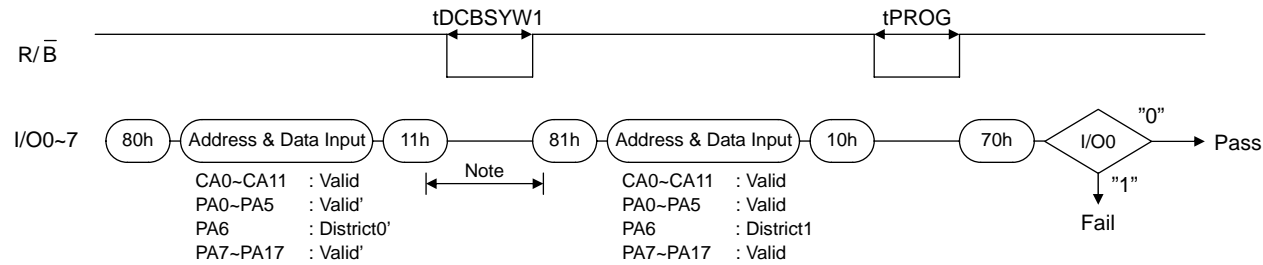 tDCBSYW1 tPROG
R/B̅
I/O0~7 80h Address & Data Input 11h 81h Address & Data Input 10h 70h I/O0 "0" Pass
Note
"1"
Fail
CA0~CA11 : Valid
PA0~PA5 : Valid’
PA6 : District0’
PA7~PA17 : Valid’
CA0~CA11 : Valid
PA0~PA5 : Valid
PA6 : District1
PA7~PA17 : Valid